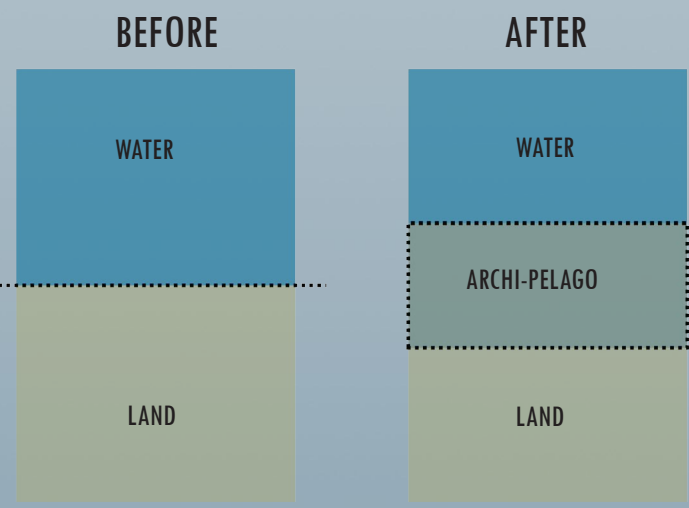 BEFORE
AFTER
WATER
WATER
ARCHI-PELAGO
LAND
LAND